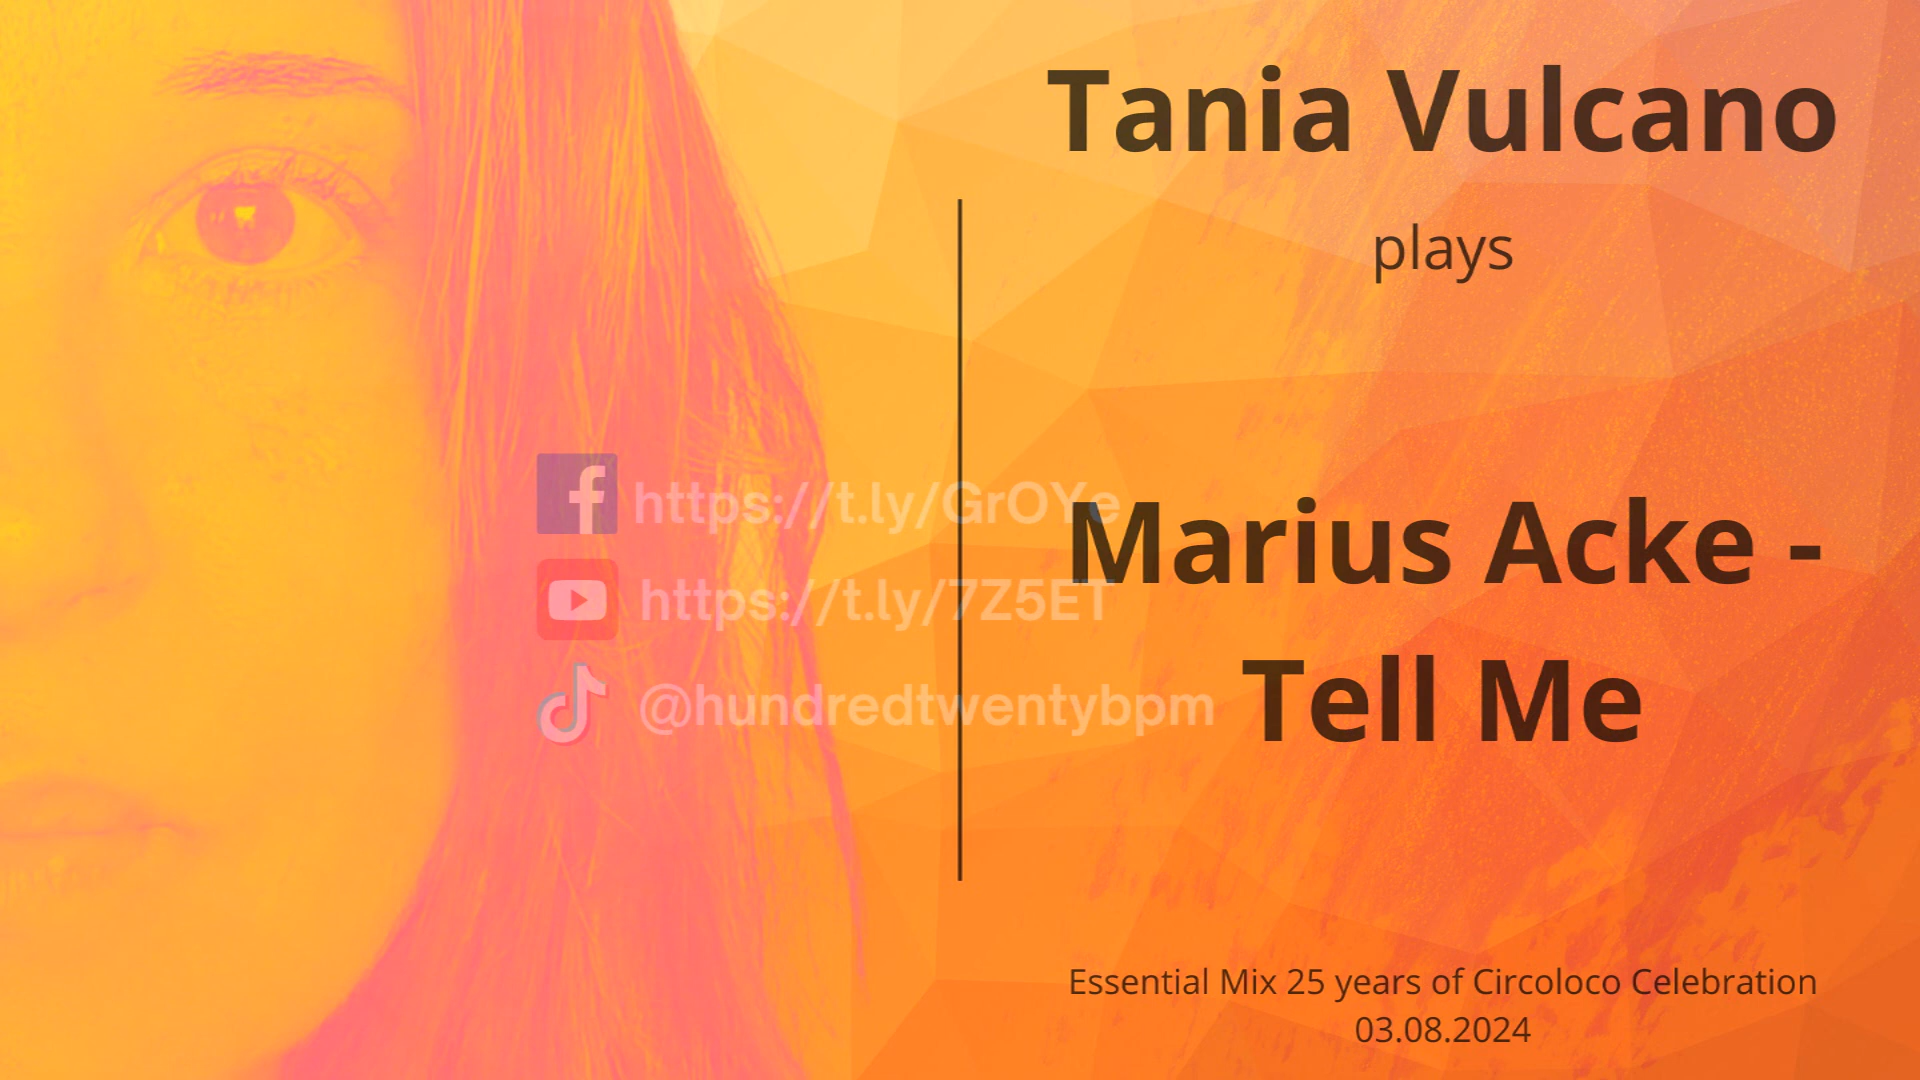 Tania Vulcano
plays
https://t.ly/GrOYe
Marius Acke -
https://t.ly/7Z5ET
Tell Me
@hundredtwentybpm
Essential Mix 25 years of Circoloco Celebration
03.08.2024